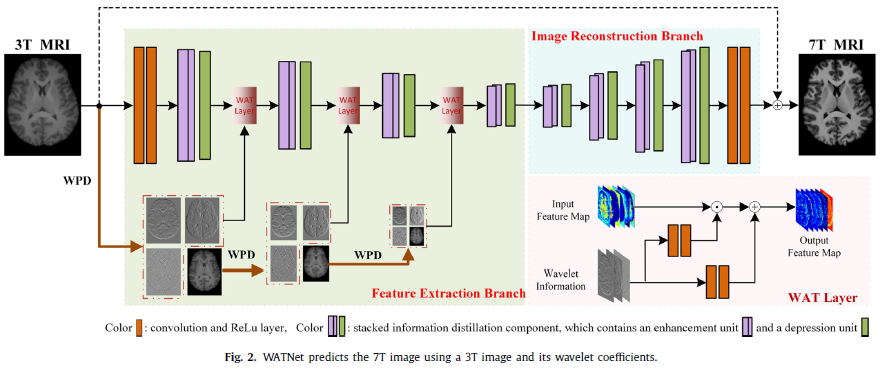 3T MRI
Image Reconstruction Branch
7T MRI
WAT
Layer
WAT
Layer
WAT
Layer
WPD
WPD
WPD
Feature Extraction Branch
Input
Feature Map
Output
Feature Map
Wavelet
Information
WAT Layer
Color : convolution and ReLu layer, Color : stacked information distillation component, which contains an enhancement unit and a depression unit
Fig. 2. WATNet predicts the 7T image using a 3T image and its wavelet coefficients.